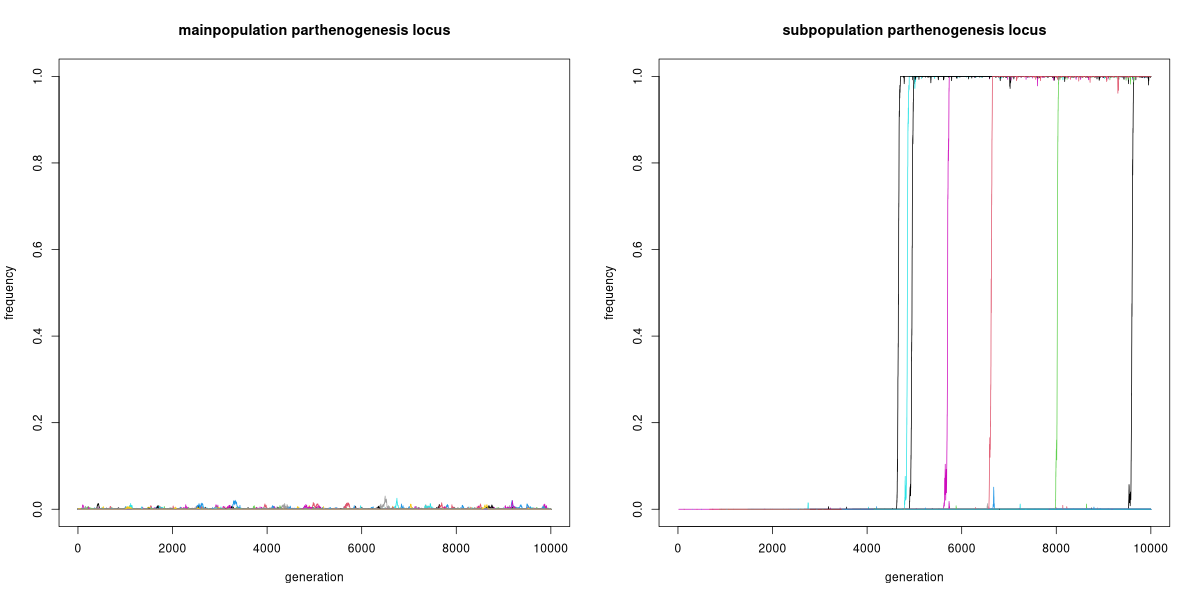 mainpopulation parthenogenesis locus
frequency
1.0
0.8
0.6
0.4
0.2
0.0
0 2000 4000 6000 8000 10000
generation
subpopulation parthenogenesis locus
frequency
1.0
0.8
0.6
0.4
0.2
0.0
0 2000 4000 6000 8000 10000
generation